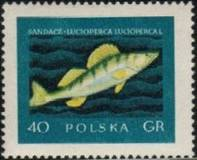 SANDACZ·LUCIOPERCA LUCIOPERCA L.
40 POLSKA GR